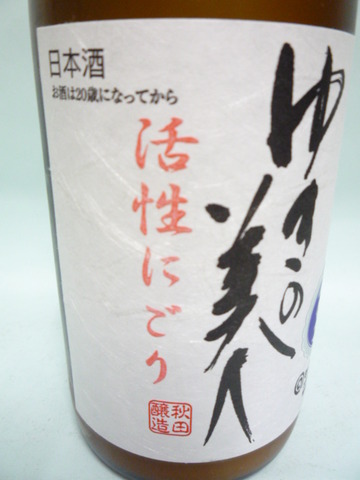 日本酒
お酒は20歳になってから
ゆきの美人
活性にごり
秋田
醸造